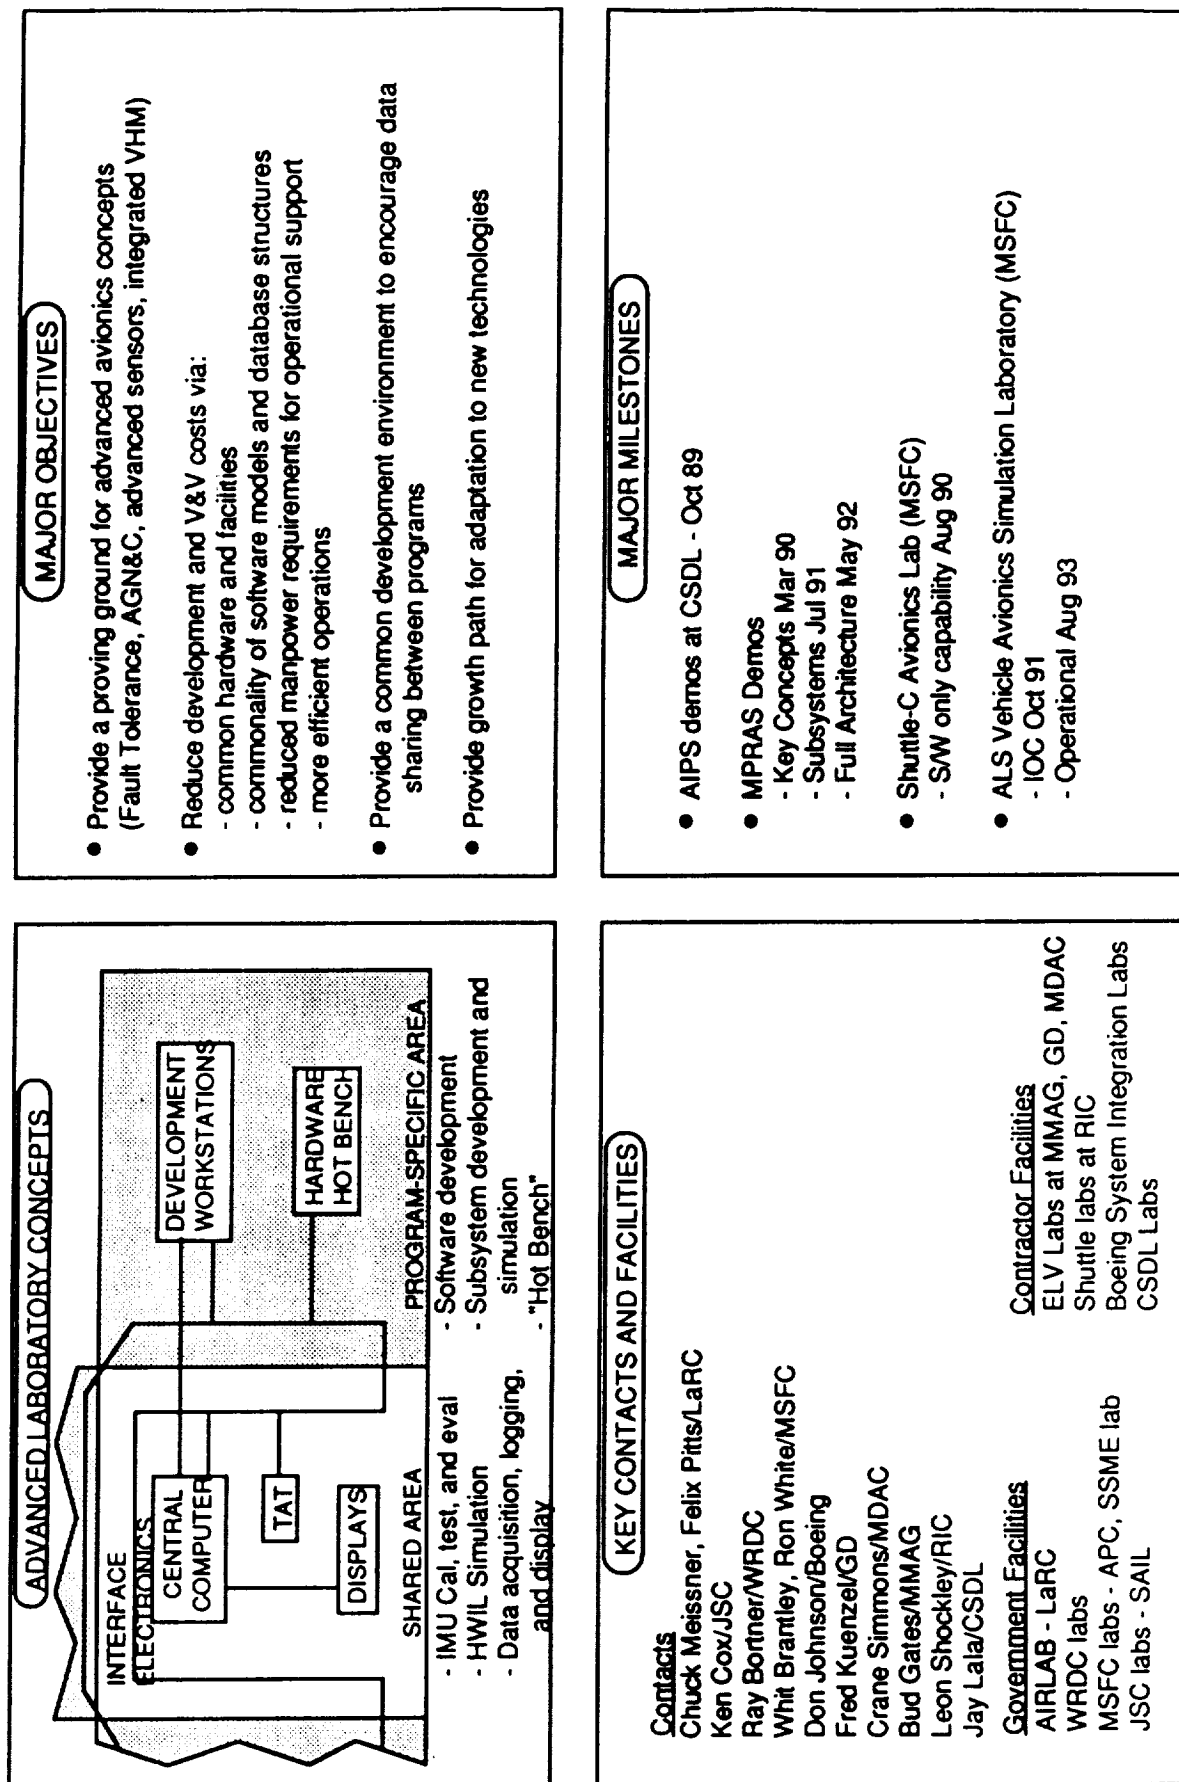 ADVANCED LABORATORY CONCEPTS
INTERFACE
ELECTRONICS
CENTRAL
COMPUTER
TAT
DISPLAYS
SHARED AREA
DEVELOPMENT
WORKSTATIONS
HARDWARE
HOT BENCH
PROGRAM-SPECIFIC AREA
- IMU Cal, test, and eval
- HWIL Simulation
- Data acquisition, logging,
and display
- Software development
- Subsystem development and
simulation
- "Hot Bench"
MAJOR OBJECTIVES
● Provide a proving ground for advanced avionics concepts
(Fault Tolerance, AGN&C, advanced sensors, integrated VHM)
● Reduce development and V&V costs via:
- common hardware and facilities
- commonality of software models and database structures
- reduced manpower requirements for operational support
- more efficient operations
● Provide a common development environment to encourage data
sharing between programs
● Provide growth path for adaptation to new technologies
KEY CONTACTS AND FACILITIES
Contacts
Chuck Meissner, Felix Pitts/LaRC
Ken Cox/JSC
Ray Bortner/WRDC
Whit Brantley, Ron White/MSFC
Don Johnson/Boeing
Fred Kuenzel/GD
Crane Simmons/MDAC
Bud Gates/MMAG
Leon Shockley/RIC
Jay Lala/CSDL
Government Facilities
AIRLAB - LaRC
WRDC labs
MSFC labs - APC, SSME lab
JSC labs - SAIL
Contractor Facilities
ELV Labs at MMAG, GD, MDAC
Shuttle labs at RIC
Boeing System Integration Labs
CSDL Labs
MAJOR MILESTONES
● AIPS demos at CSDL - Oct 89
● MPRAS Demos
- Key Concepts Mar 90
- Subsystems Jul 91
- Full Architecture May 92
● Shuttle-C Avionics Lab (MSFC)
- S/W only capability Aug 90
● ALS Vehicle Avionics Simulation Laboratory (MSFC)
- IOC Oct 91
- Operational Aug 93